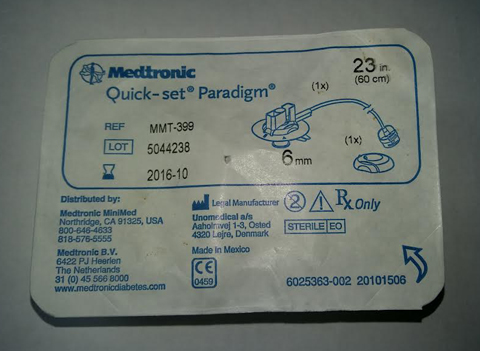 Medtronic
Quick-set® Paradigm®
23 in.
(60 cm)
(1x)
REF MMT-399
LOT 5044238
2016-10
6 mm
(1x)
Distributed by:
Medtronic MiniMed
Northridge, CA 91325, USA
800-646-4633
818-576-5555
Medtronic B.V.
6422 PJ Heerlen
The Netherlands
31 (0) 45 566 8000
www.medtronicdiabetes.com
Legal Manufacturer
Unomedical a/s
Aaholmvej 1-3, Osted
4320 Lejre, Denmark
Made in Mexico
CE
0459
2
Rx Only
STERILE EO
6025363-002 20101506